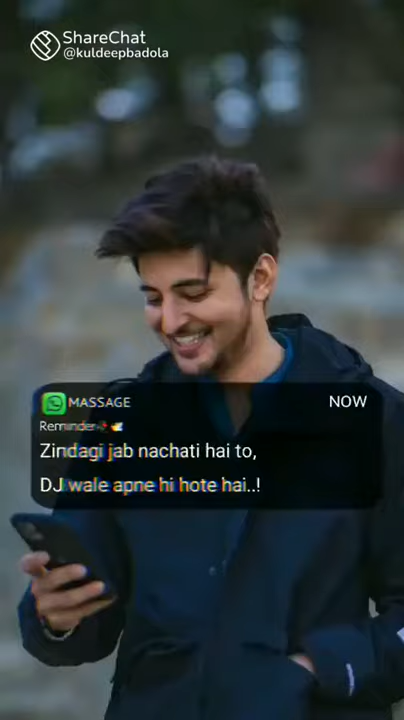 ShareChat
@kuldeepbadola
MASSAGE NOW
Reminder
Zindagi jab nachati hai to,
DJ wale apne hi hote hai..!